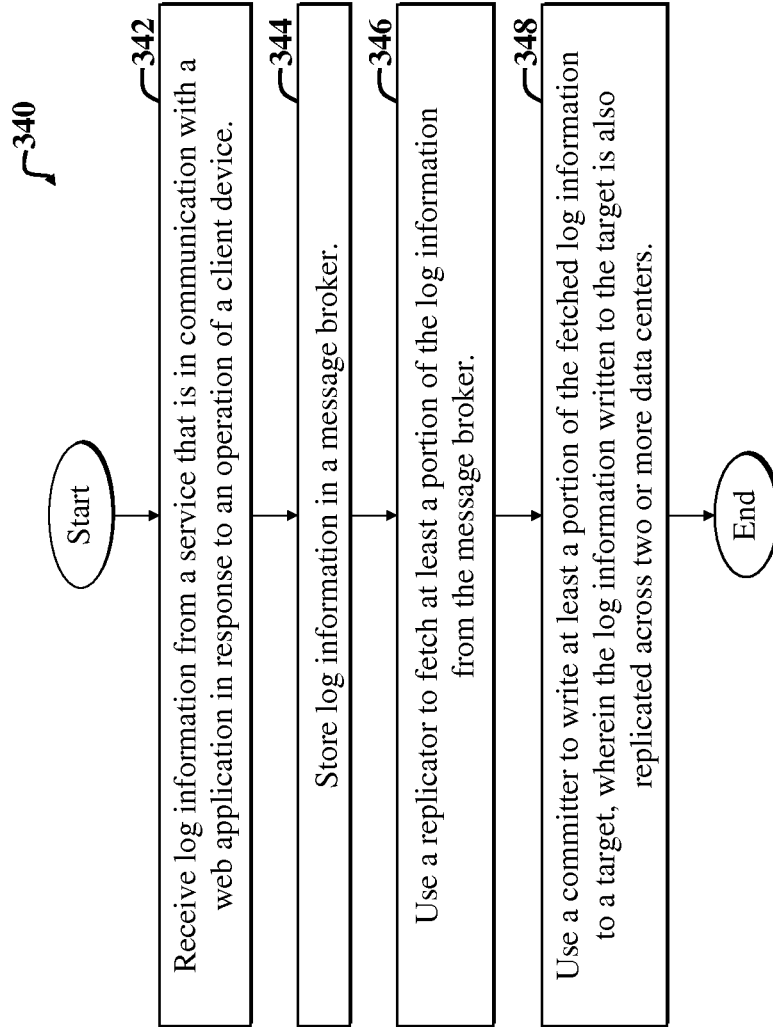 340
Start
342
Receive log information from a service that is in communication with a
web application in response to an operation of a client device.
344
Store log information in a message broker.
346
Use a replicator to fetch at least a portion of the log information
from the message broker.
348
Use a committer to write at least a portion of the fetched log information
to a target, wherein the log information written to the target is also
replicated across two or more data centers.
End